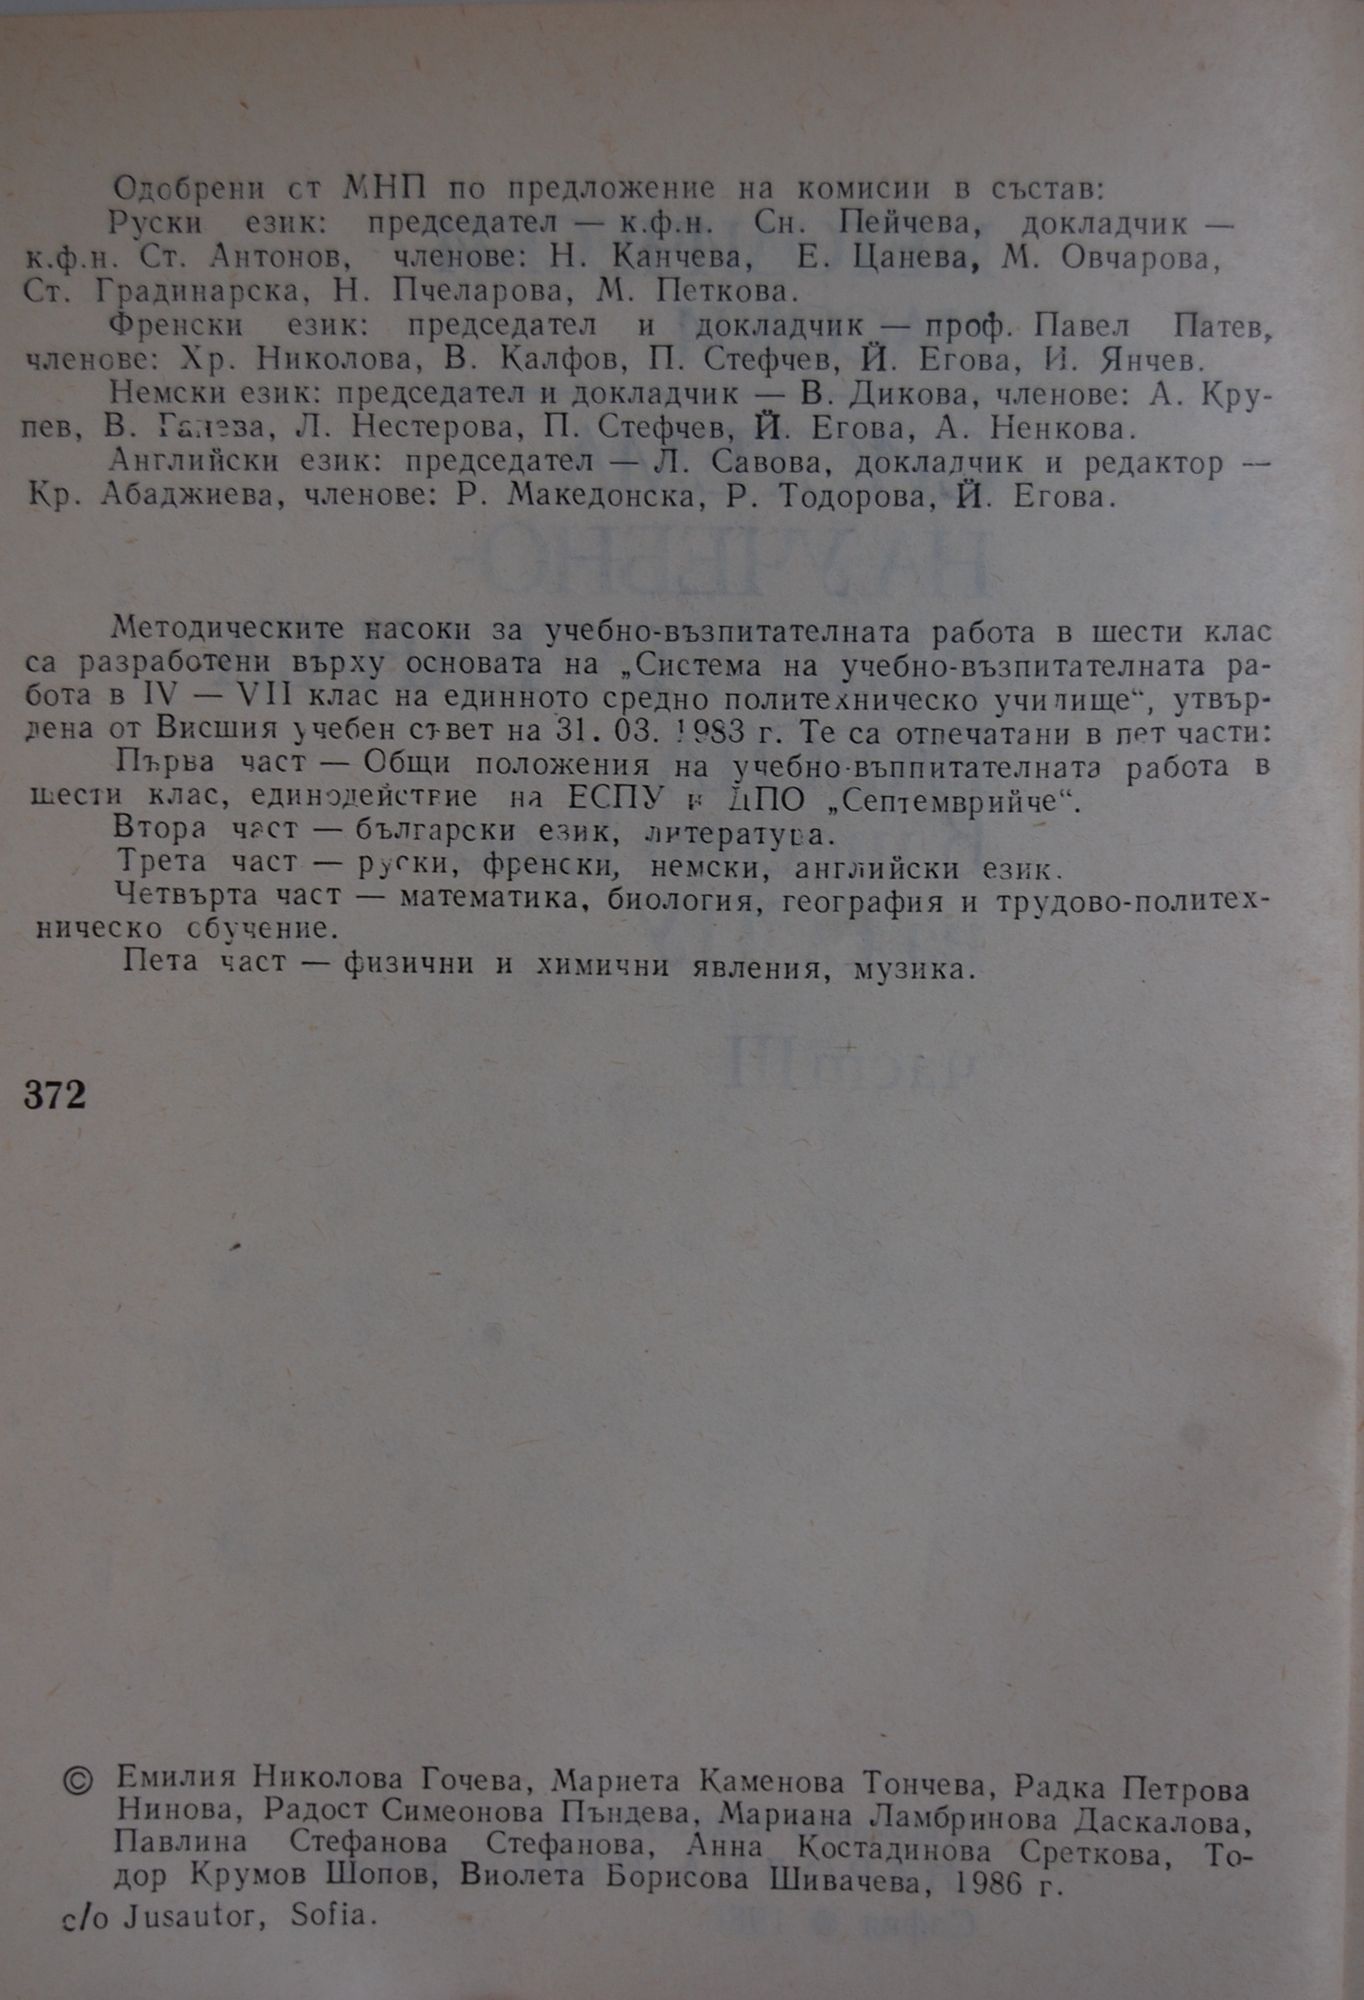 Одобрени от МНП по предложение на комисии в състав:
Руски език: председател — к.ф.н. Сн. Пейчева, докладчик —
к.ф.н. Ст. Антонов, членове: Н. Канчева, Е. Цанева, М. Овчарова,
Ст. Градинарска, Н. Пчеларова, М. Петкова.
Френски език: председател и докладчик — проф. Павел Патев,
членове: Хр. Николова, В. Калфов, П. Стефчев, Й. Егова, И. Янчев.
Немски език: председател и докладчик — В. Дикова, членове: А. Кру-
пев, В. Галева, Л. Нестерова, П. Стефчев, Й. Егова, А. Ненкова.
Английски език: председател — Л. Савова, докладчик и редактор —
Кр. Абаджиева, членове: Р. Македонска, Р. Тодорова, Й. Егова.
Методическите насоки за учебно-възпитателната работа в шести клас
са разработени върху основата на „Система на учебно-възпитателната ра-
бота в IV — VII клас на единното средно политехническо училище“, утвър-
дена от Висшия учебен съвет на 31. 03. 1983 г. Те са отпечатани в пет части:
Първа част — Общи положения на учебно-въппитателната работа в
шести клас, единодействие на ЕСПУ и ДПО „Септемврийче“.
Втора част — български език, литература.
Трета част — руски, френски, немски, английски език.
Четвърта част — математика, биология, география и трудово-политех-
ническо обучение.
Пета част — физични и химични явления, музика.
372
© Емилия Николова Гочева, Мариета Каменова Тончева, Радка Петрова
Нинова, Радост Симеонова Пъндева, Мариана Ламбринова Даскалова,
Павлина Стефанова Стефанова, Анна Костадинова Среткова, То-
дор Крумов Шопов, Виолета Борисова Шивачева, 1986 г.
c/o Jusautor, Sofia.